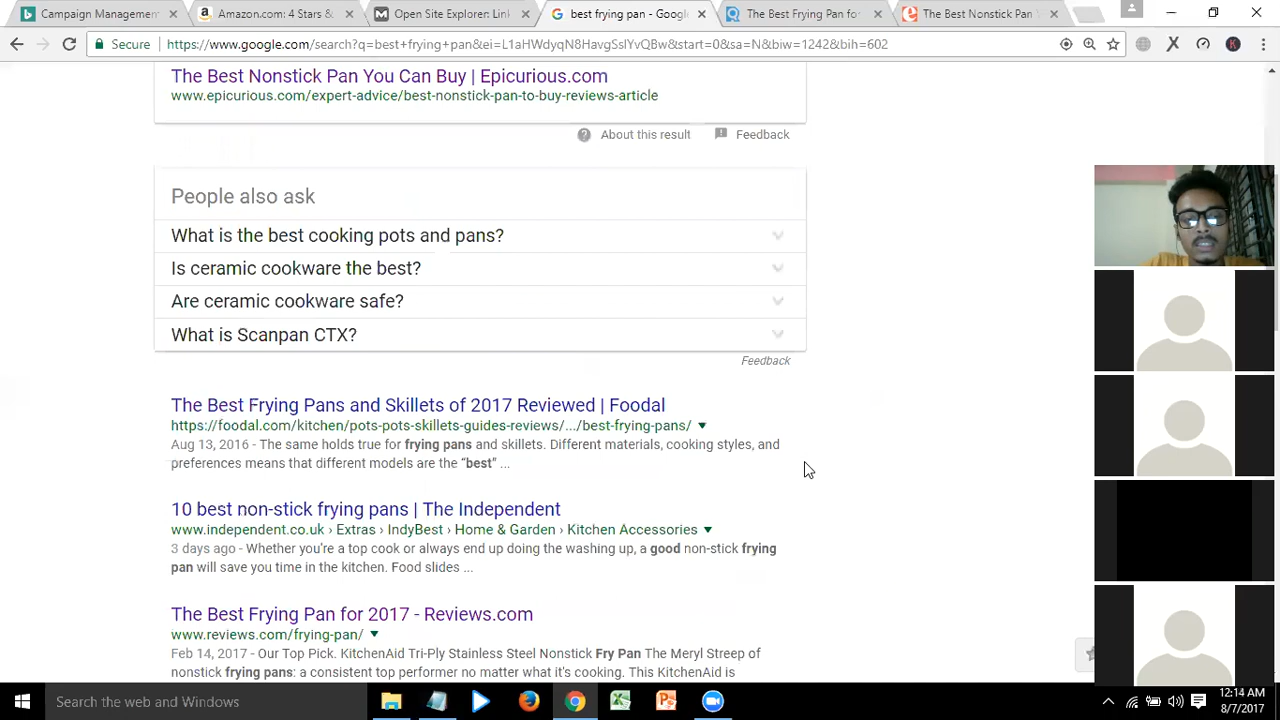 Campaign Management
Amazon.com: 4 Stars &
Open Site Explorer: Lin
best frying pan - Google
The Best Frying Pan for
The Best Nonstick Pan
Secure
https://www.google.com/search?q=best+frying+pan&ei=L1aHWdyqN8HavgSslYvQBw&start=0&sa=N&biw=1242&bih=602
The Best Nonstick Pan You Can Buy | Epicurious.com
www.epicurious.com/expert-advice/best-nonstick-pan-to-buy-reviews-article
About this result
Feedback
People also ask
What is the best cooking pots and pans?
Is ceramic cookware the best?
Are ceramic cookware safe?
What is Scanpan CTX?
Feedback
The Best Frying Pans and Skillets of 2017 Reviewed | Foodal
https://foodal.com/kitchen/pots-pots-skillets-guides-reviews/.../best-frying-pans/
Aug 13, 2016 - The same holds true for frying pans and skillets. Different materials, cooking styles, and
preferences means that different models are the “best” ...
10 best non-stick frying pans | The Independent
www.independent.co.uk › Extras › IndyBest › Home & Garden › Kitchen Accessories
3 days ago - Whether you're a top cook or always end up doing the washing up, a good non-stick frying
pan will save you time in the kitchen. Food slides ...
The Best Frying Pan for 2017 - Reviews.com
www.reviews.com/frying-pan/
Feb 14, 2017 - Our Top Pick. KitchenAid Tri-Ply Stainless Steel Nonstick Fry Pan The Meryl Streep of
nonstick frying pans: a consistent top performer no matter what it's cooking. This KitchenAid is
Search the web and Windows
12:14 AM
8/7/2017